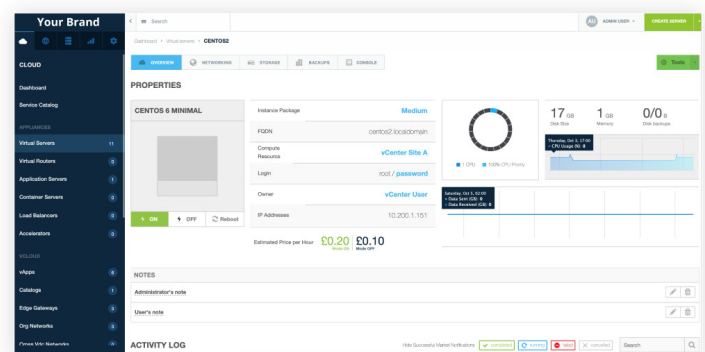 Your Brand
Search
AU ADMIN USER
CREATE SERVER
Dashboard › Virtual servers › CENTOS2
CLOUD
Dashboard
Service Catalog
APPLIANCES
Virtual Servers 11
Virtual Routers 0
Application Servers 1
Container Servers 0
Load Balancers 0
Accelerators 0
VCLOUD
vApps 6
Catalogs 1
Edge Gateways 3
Org Networks 3
Cross Vdc Networks 0
OVERVIEW
NETWORKING
STORAGE
BACKUPS
CONSOLE
Tools
PROPERTIES
CENTOS 6 MINIMAL
ON
OFF
Reboot
Instance Package Medium
FQDN centos2.localdomain
Compute
Resource vCenter Site A
Login root / password
Owner vCenter User
IP Addresses 10.200.1.151
Estimated Price per Hour £0.20 £0.10
Mode ON Mode OFF
1 CPU 100% CPU Priority
17 GB 1 GB 0/0 B
Disk Size Memory Disk backups
Thursday, Oct 3, 17:00
CPU Usage (%): 0
Saturday, Oct 5, 02:00
Data Sent (GB): 0
Data Received (GB): 0
NOTES
Administrator's note
User's note
ACTIVITY LOG
Hide Successful Market Notifications
completed
running
failed
cancelled
Search